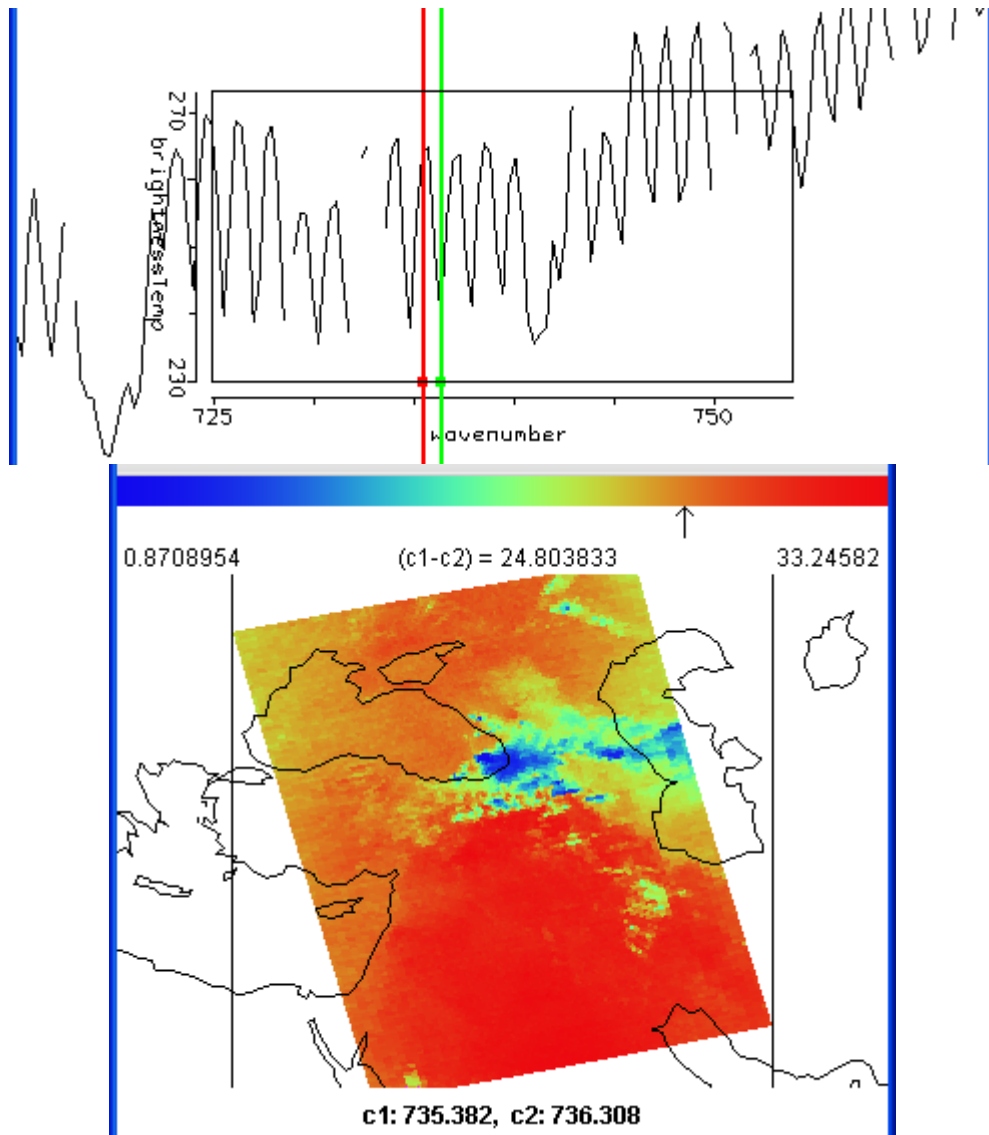 270
brightnessTemp
230
725
750
wavenumber
0.8708954
(c1-c2) = 24.803833
33.24582
c1: 735.382, c2: 736.308